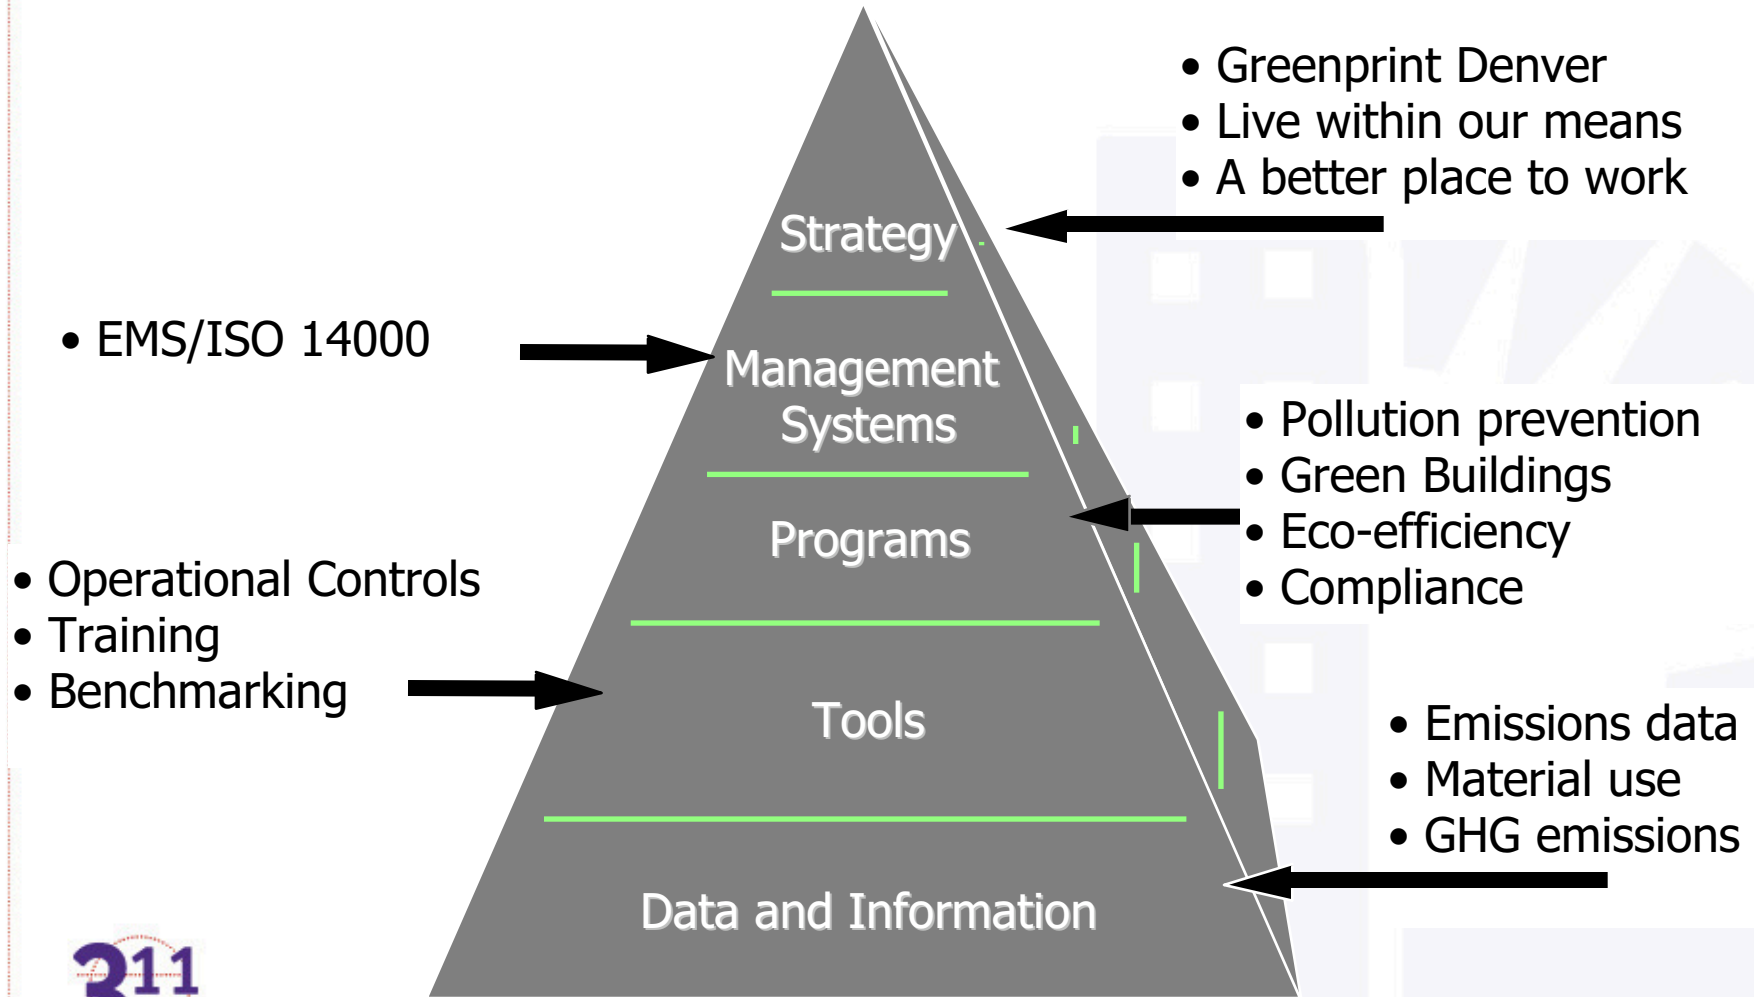 • Greenprint Denver
• Live within our means
• A better place to work
Strategy
• EMS/ISO 14000
Management
Systems
• Pollution prevention
• Green Buildings
• Eco-efficiency
• Compliance
Programs
• Operational Controls
• Training
• Benchmarking
Tools
• Emissions data
• Material use
• GHG emissions
Data and Information
311